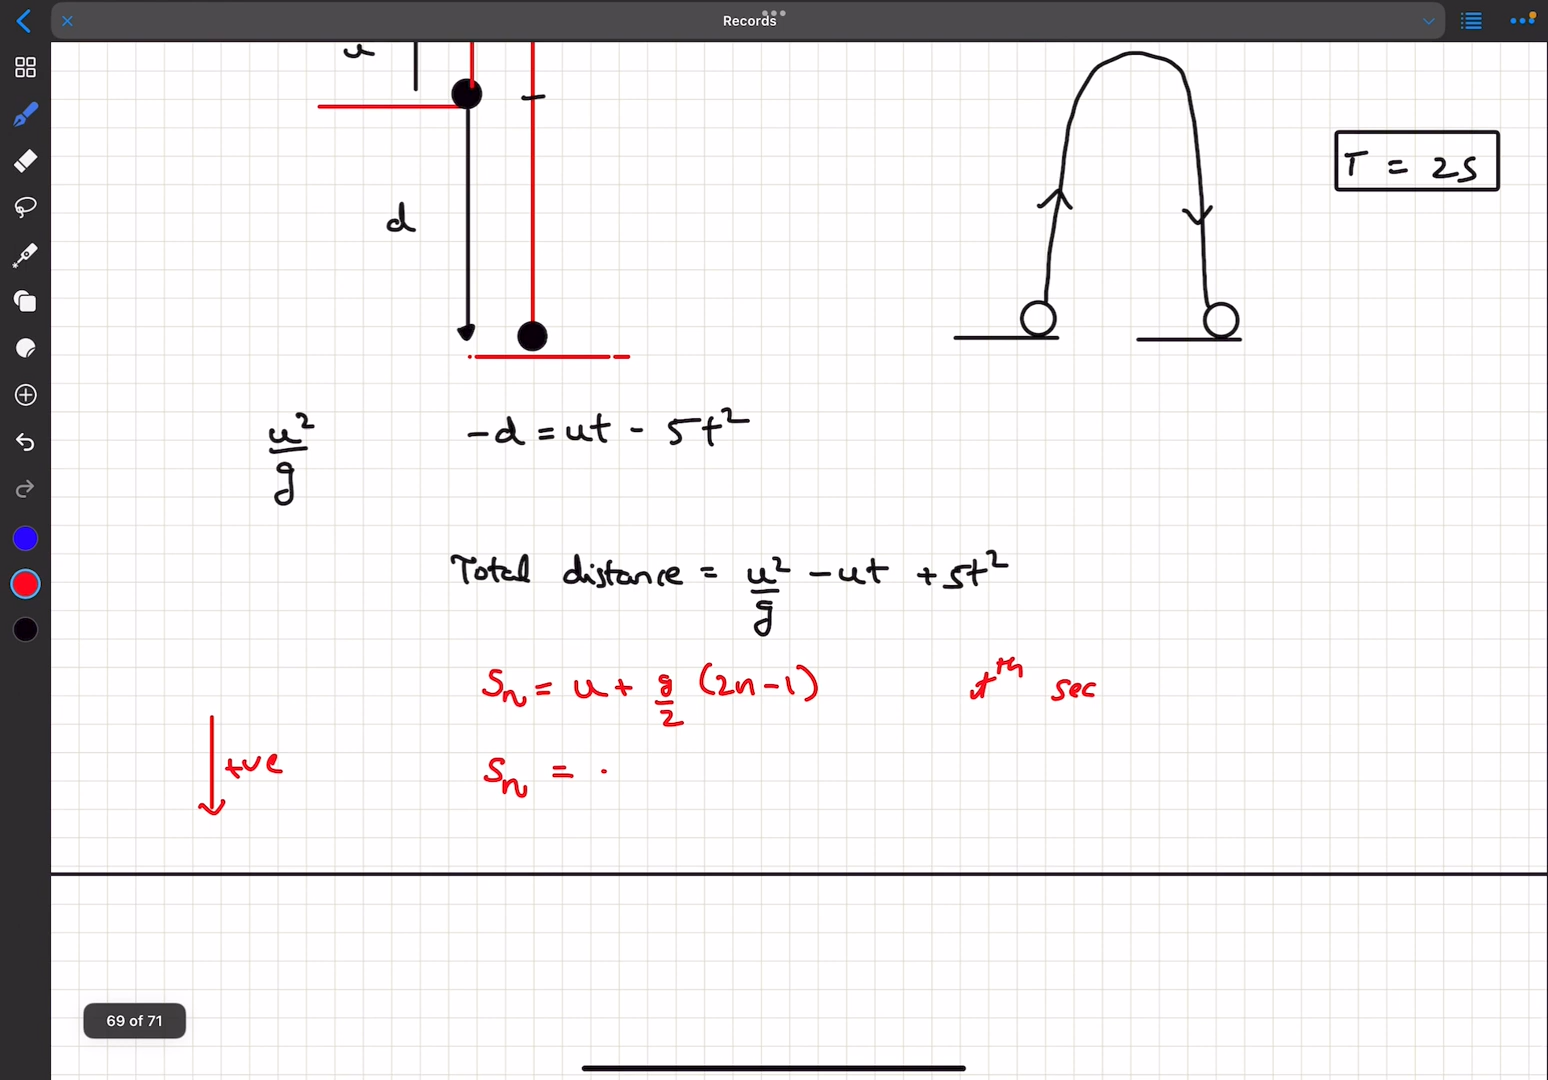 Records
u
T = 2s
d
u²/g
-d = ut - 5t²
Total distance = u²/g - ut + 5t²
Sₙ = u + g/2 (2n-1)
tᵗʰ sec
+ve
Sₙ = ·
69 of 71